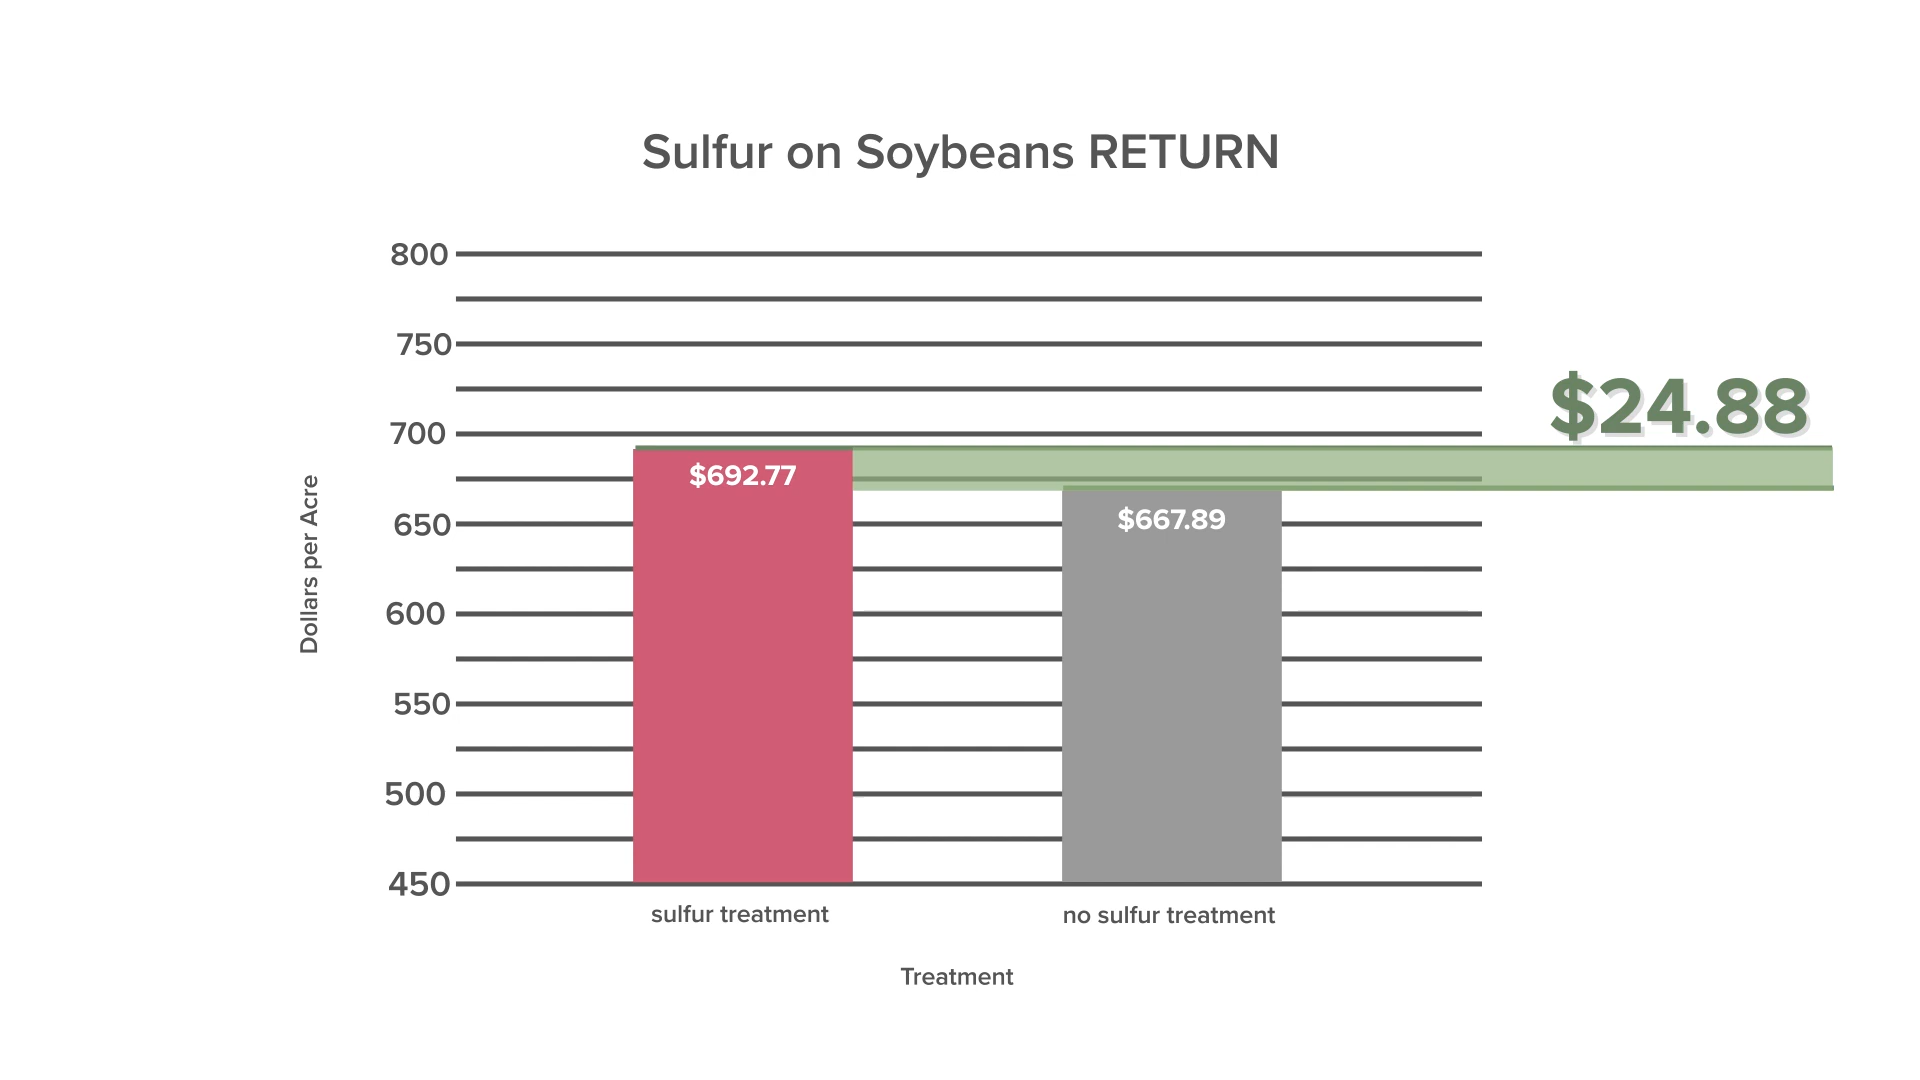 Sulfur on Soybeans RETURN
800
750
$24.88
700
$692.77
$667.89
650
600
550
500
450
Dollars per Acre
sulfur treatment
no sulfur treatment
Treatment